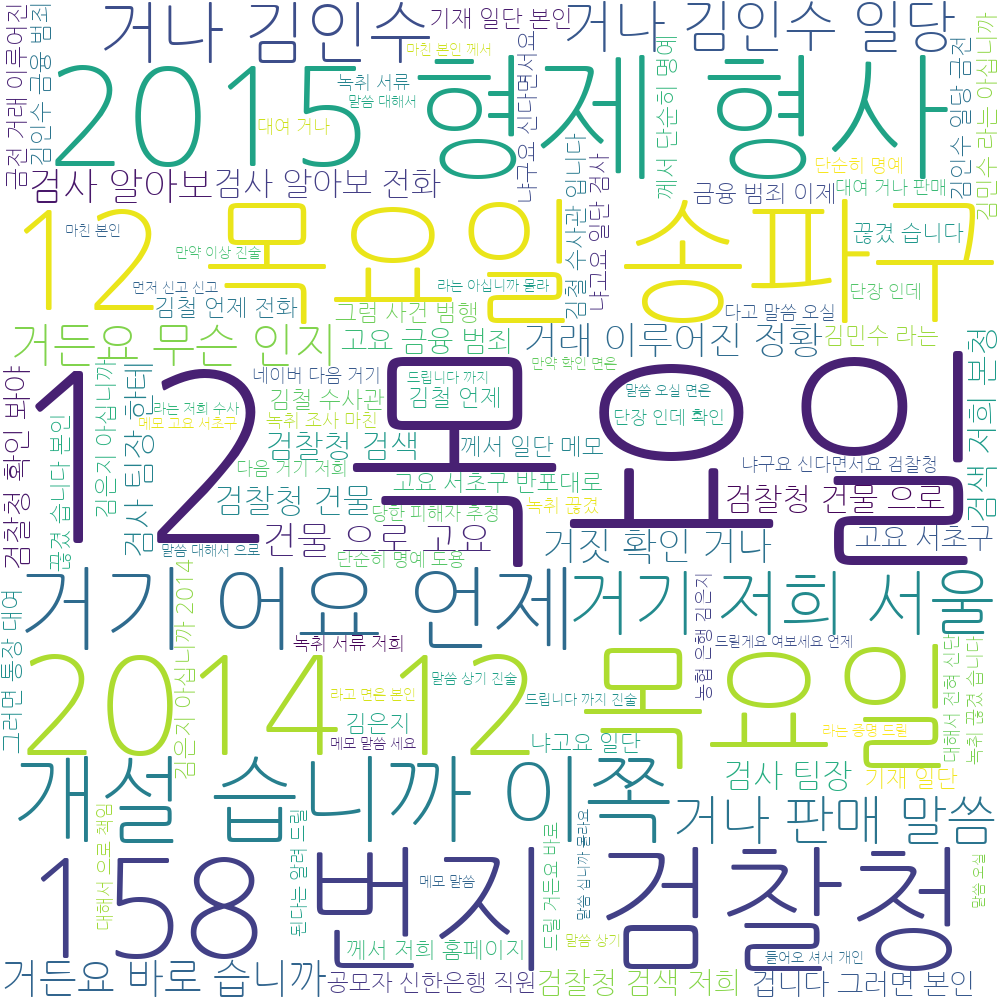 거나 김인수
기재 일단 본인
거나 김인수 일당
마친 본인 께서
금전 거래 이루어진
김인수 금융 범죄
2015 형제 형사
녹취 서류
말씀 대해서
대여 거나
냐구요 신다면서요
께서 단순히 명예
김인수 일당 금전
김민수 라는 아십니까
검사 알아보
검사 알아보 전화
단순히 명예
금융 범죄 이제
대여 거나 판매
12 목요일 송파구
마친 본인
만약 이상 진술
김철 수사관 입니다
냐고요 일단 검사
끊겼 습니다
먼저 신고 신고
라는 아십니까 몰라
단장 인데
김철 언제 전화
그럼 사건 범행
다고 말씀 오실
거든요 무슨 인지
고요 금융 범죄
거래 이루어진 정황
김민수 라는
만약 확인 면은
12 목요일
네이버 다음 거기
드립니다 까지
김철 수사관
김철 언제
말씀 오실 면은
라는 저희 수사
메모 고요 서초구
녹취 조사 마친
단장 인데 확인
검찰청 확인 봐야
끊겼 습니다 본인
김은지 아십니까
검사 팀장 한테
검색 저희 본청
검찰청 검색
께서 일단 메모
다음 거기 저희
냐구요 신다면서요 검찰청
검찰청 건물
고요 서초구 반포대로
녹취 끊겼
검찰청 건물 으로
당한 피해자 추정
건물 으로 고요
거짓 확인 거나
고요 서초구
말씀 대해서 으로
단순히 명예 도용
거기 어요 언제
거기 저희 서울
그러면 통장 대여
김은지 아십니까 2014
녹취 서류 저희
농협 은행 김은지
드릴게요 여보세요 언제
2014 12 목요일
말씀 상기 진술
라고 면은 본인
드립니다 까지 진술
김은지
라는 증명 드림
메모 말씀 세요
냐고요 일단
대해서 전혀 신단
녹취 끊겼 습니다
개설 습니까 이쪽
검사 팀장
기재 일단
거나 판매 말씀
대해서 으로 책임
된다는 알려 드릴
드릴 거든요 바로
말씀 십니까 몰라요
158 번지 검찰청
메모 말씀
말씀 오실
께서 저희 홈페이지
말씀 상기
들어오 셔서 개인
거든요 바로 습니까
공모자 신한은행 직원
검찰청 검색 저희
겁니다 그러면 본인